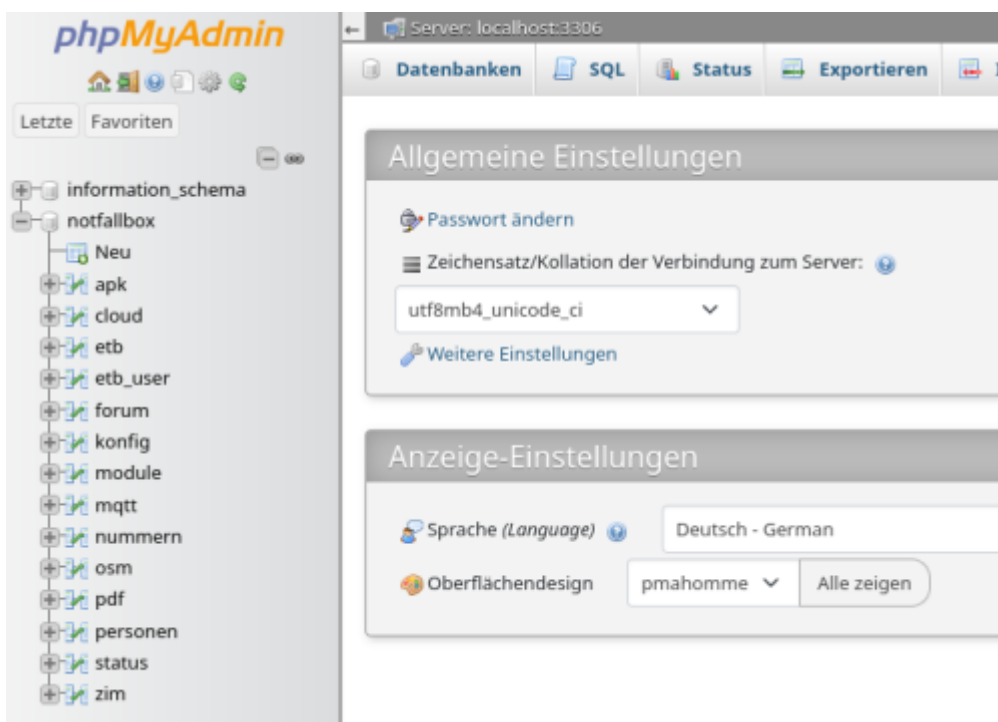 phpMyAdmin
Letzte Favoriten
information_schema
notfallbox
Neu
apk
cloud
etb
etb_user
forum
konfig
module
mqtt
nummern
osm
pdf
personen
status
zim
Server: localhost:3306
Datenbanken SQL Status Exportieren
Allgemeine Einstellungen
Passwort ändern
Zeichensatz/Kollation der Verbindung zum Server:
utf8mb4_unicode_ci
Weitere Einstellungen
Anzeige-Einstellungen
Sprache (Language) Deutsch - German
Oberflächendesign pmahomme Alle zeigen